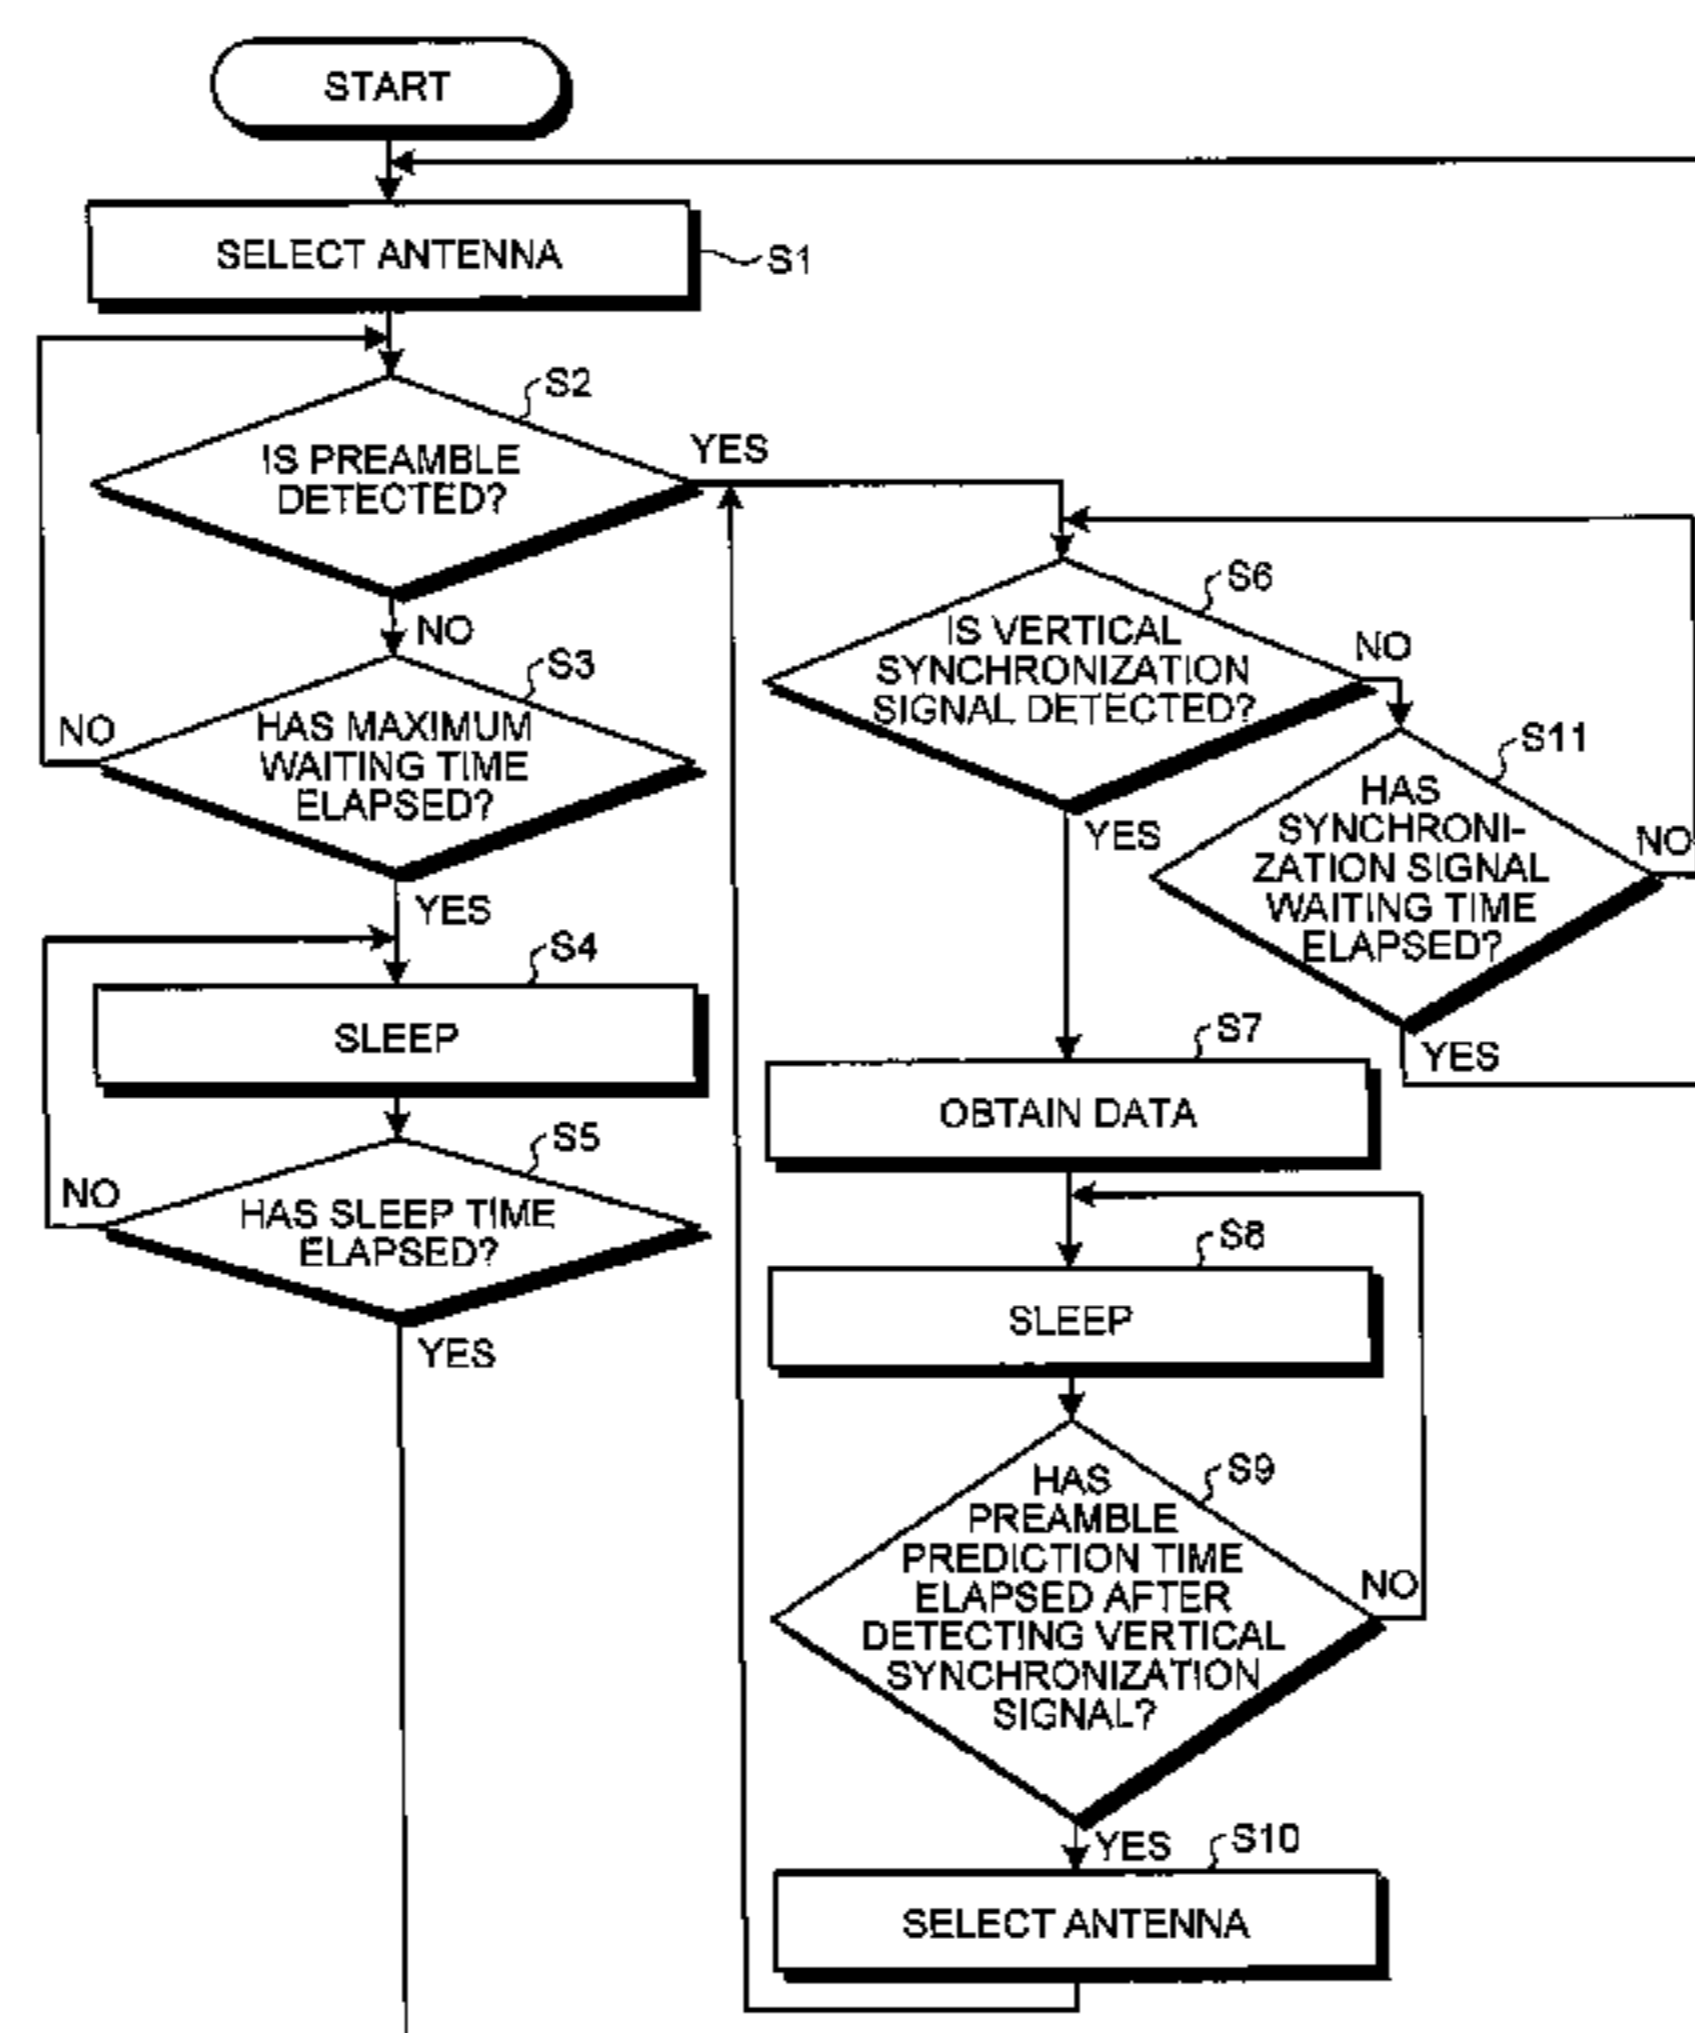 START
SELECT ANTENNA
S1
S2
IS PREAMBLE
DETECTED?
YES
NO
S3
HAS MAXIMUM
WAITING TIME
ELAPSED?
NO
YES
S4
SLEEP
S5
HAS SLEEP TIME
ELAPSED?
NO
YES
S6
IS VERTICAL
SYNCHRONIZATION
SIGNAL DETECTED?
NO
YES
S11
HAS
SYNCHRONI-
ZATION SIGNAL
WAITING TIME
ELAPSED?
NO
YES
S7
OBTAIN DATA
S8
SLEEP
S9
HAS
PREAMBLE
PREDICTION TIME
ELAPSED AFTER
DETECTING VERTICAL
SYNCHRONIZATION
SIGNAL?
NO
YES
S10
SELECT ANTENNA